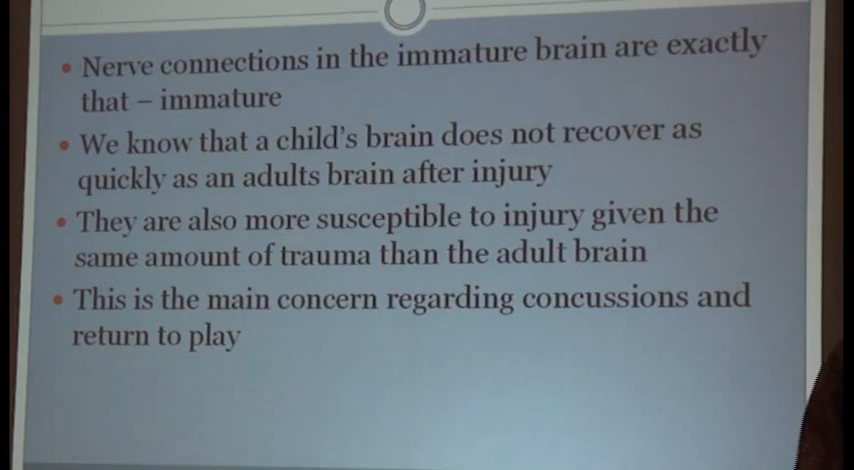 • Nerve connections in the immature brain are exactly
that – immature
• We know that a child's brain does not recover as
quickly as an adults brain after injury
• They are also more susceptible to injury given the
same amount of trauma than the adult brain
• This is the main concern regarding concussions and
return to play